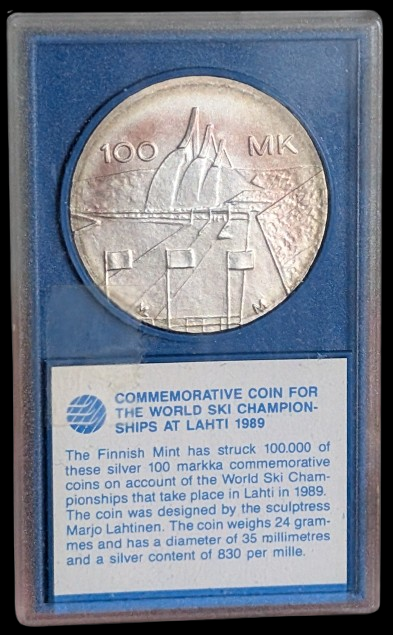 100 MK
M M
COMMEMORATIVE COIN FOR
THE WORLD SKI CHAMPION-
SHIPS AT LAHTI 1989
The Finnish Mint has struck 100.000 of
these silver 100 markka commemorative
coins on account of the World Ski Cham-
pionships that take place in Lahti in 1989.
The coin was designed by the sculptress
Marjo Lahtinen. The coin weighs 24 gram-
mes and has a diameter of 35 millimetres
and a silver content of 830 per mille.